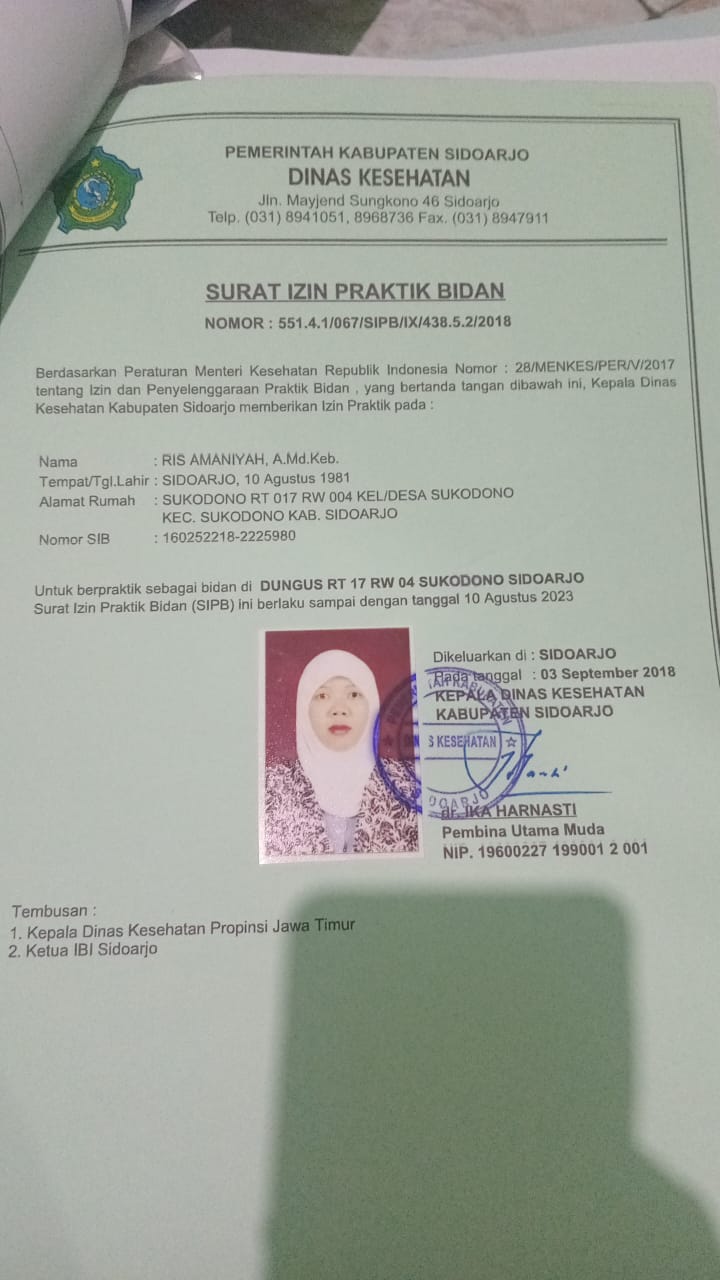 PEMERINTAH KABUPATEN SIDOARJO
DINAS KESEHATAN
Jln. Mayjend Sungkono 46 Sidoarjo
Telp. (031) 8941051, 8968736 Fax. (031) 8947911
SURAT IZIN PRAKTIK BIDAN
NOMOR : 551.4.1/067/SIPB/IX/438.5.2/2018
Berdasarkan Peraturan Menteri Kesehatan Republik Indonesia Nomor : 28/MENKES/PER/V/2017
tentang Izin dan Penyelenggaraan Praktik Bidan , yang bertanda tangan dibawah ini, Kepala Dinas
Kesehatan Kabupaten Sidoarjo memberikan Izin Praktik pada :
Nama : RIS AMANIYAH, A.Md.Keb.
Tempat/Tgl.Lahir : SIDOARJO, 10 Agustus 1981
Alamat Rumah : SUKODONO RT 017 RW 004 KEL/DESA SUKODONO
KEC. SUKODONO KAB. SIDOARJO
Nomor SIB : 160252218-2225980
Untuk berpraktik sebagai bidan di DUNGUS RT 17 RW 04 SUKODONO SIDOARJO
Surat Izin Praktik Bidan (SIPB) ini berlaku sampai dengan tanggal 10 Agustus 2023
Dikeluarkan di : SIDOARJO
Pada tanggal : 03 September 2018
KEPALA DINAS KESEHATAN
KABUPATEN SIDOARJO
S KESEHATAN
dr. IKA HARNASTI
Pembina Utama Muda
NIP. 19600227 199001 2 001
Tembusan :
1. Kepala Dinas Kesehatan Propinsi Jawa Timur
2. Ketua IBI Sidoarjo